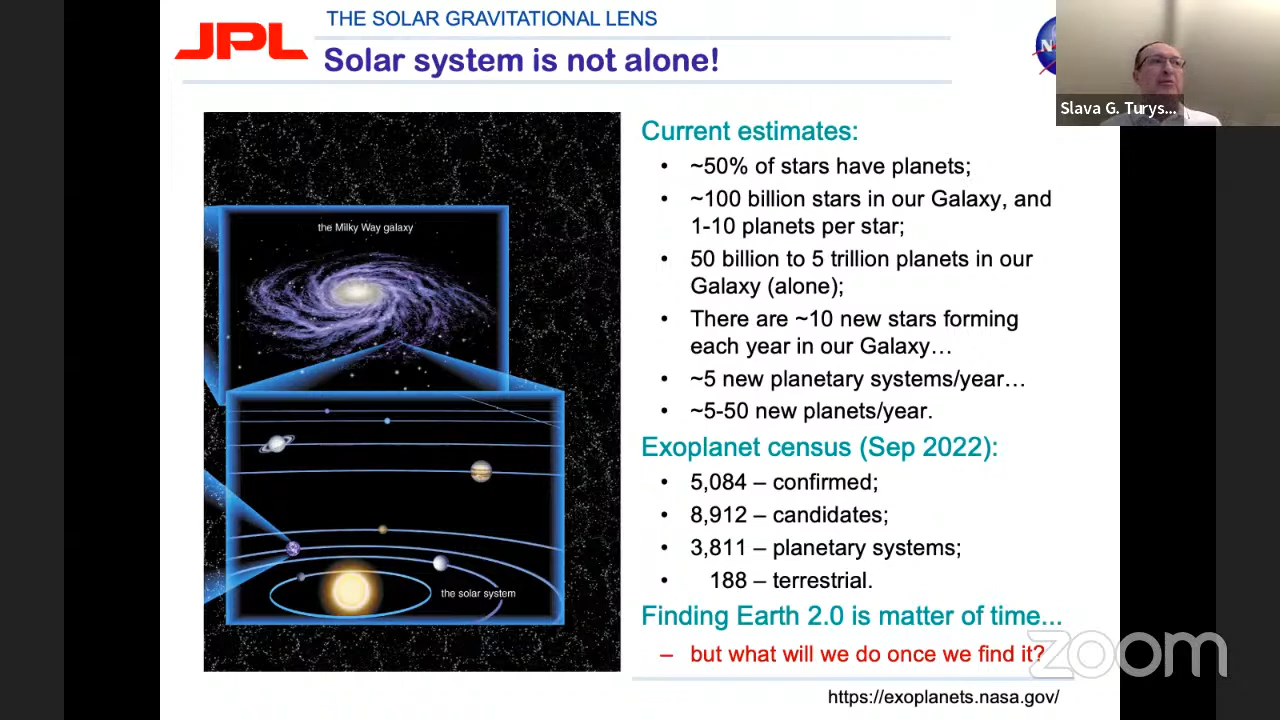 THE SOLAR GRAVITATIONAL LENS
JPL
Solar system is not alone!
N
Slava G. Turys...
the Milky Way galaxy
the solar system
Current estimates:
• ~50% of stars have planets;
• ~100 billion stars in our Galaxy, and
1-10 planets per star;
• 50 billion to 5 trillion planets in our
Galaxy (alone);
• There are ~10 new stars forming
each year in our Galaxy…
• ~5 new planetary systems/year…
• ~5-50 new planets/year.
Exoplanet census (Sep 2022):
• 5,084 – confirmed;
• 8,912 – candidates;
• 3,811 – planetary systems;
• 188 – terrestrial.
Finding Earth 2.0 is matter of time...
– but what will we do once we find it?
zoom
https://exoplanets.nasa.gov/